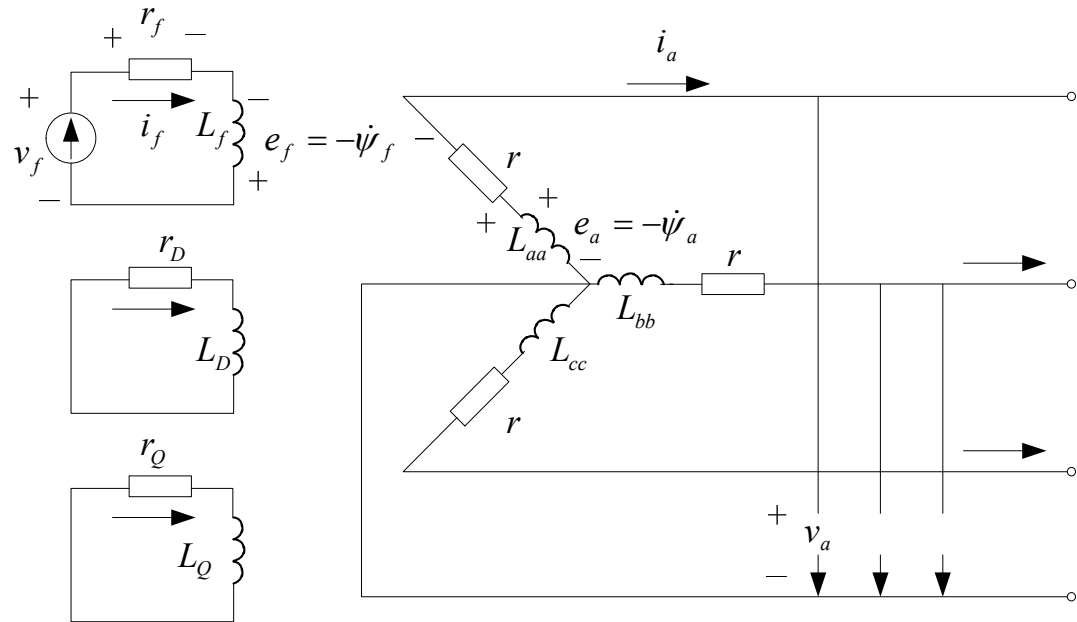 + r_f −
i_a
+
i_f
−
L_f
e_f = −ψ̇_f
v_f
−
+
−
r
+
+
L_aa
e_a = −ψ̇_a
−
r
L_bb
r_D
L_D
L_cc
r
r_Q
L_Q
+
v_a
−